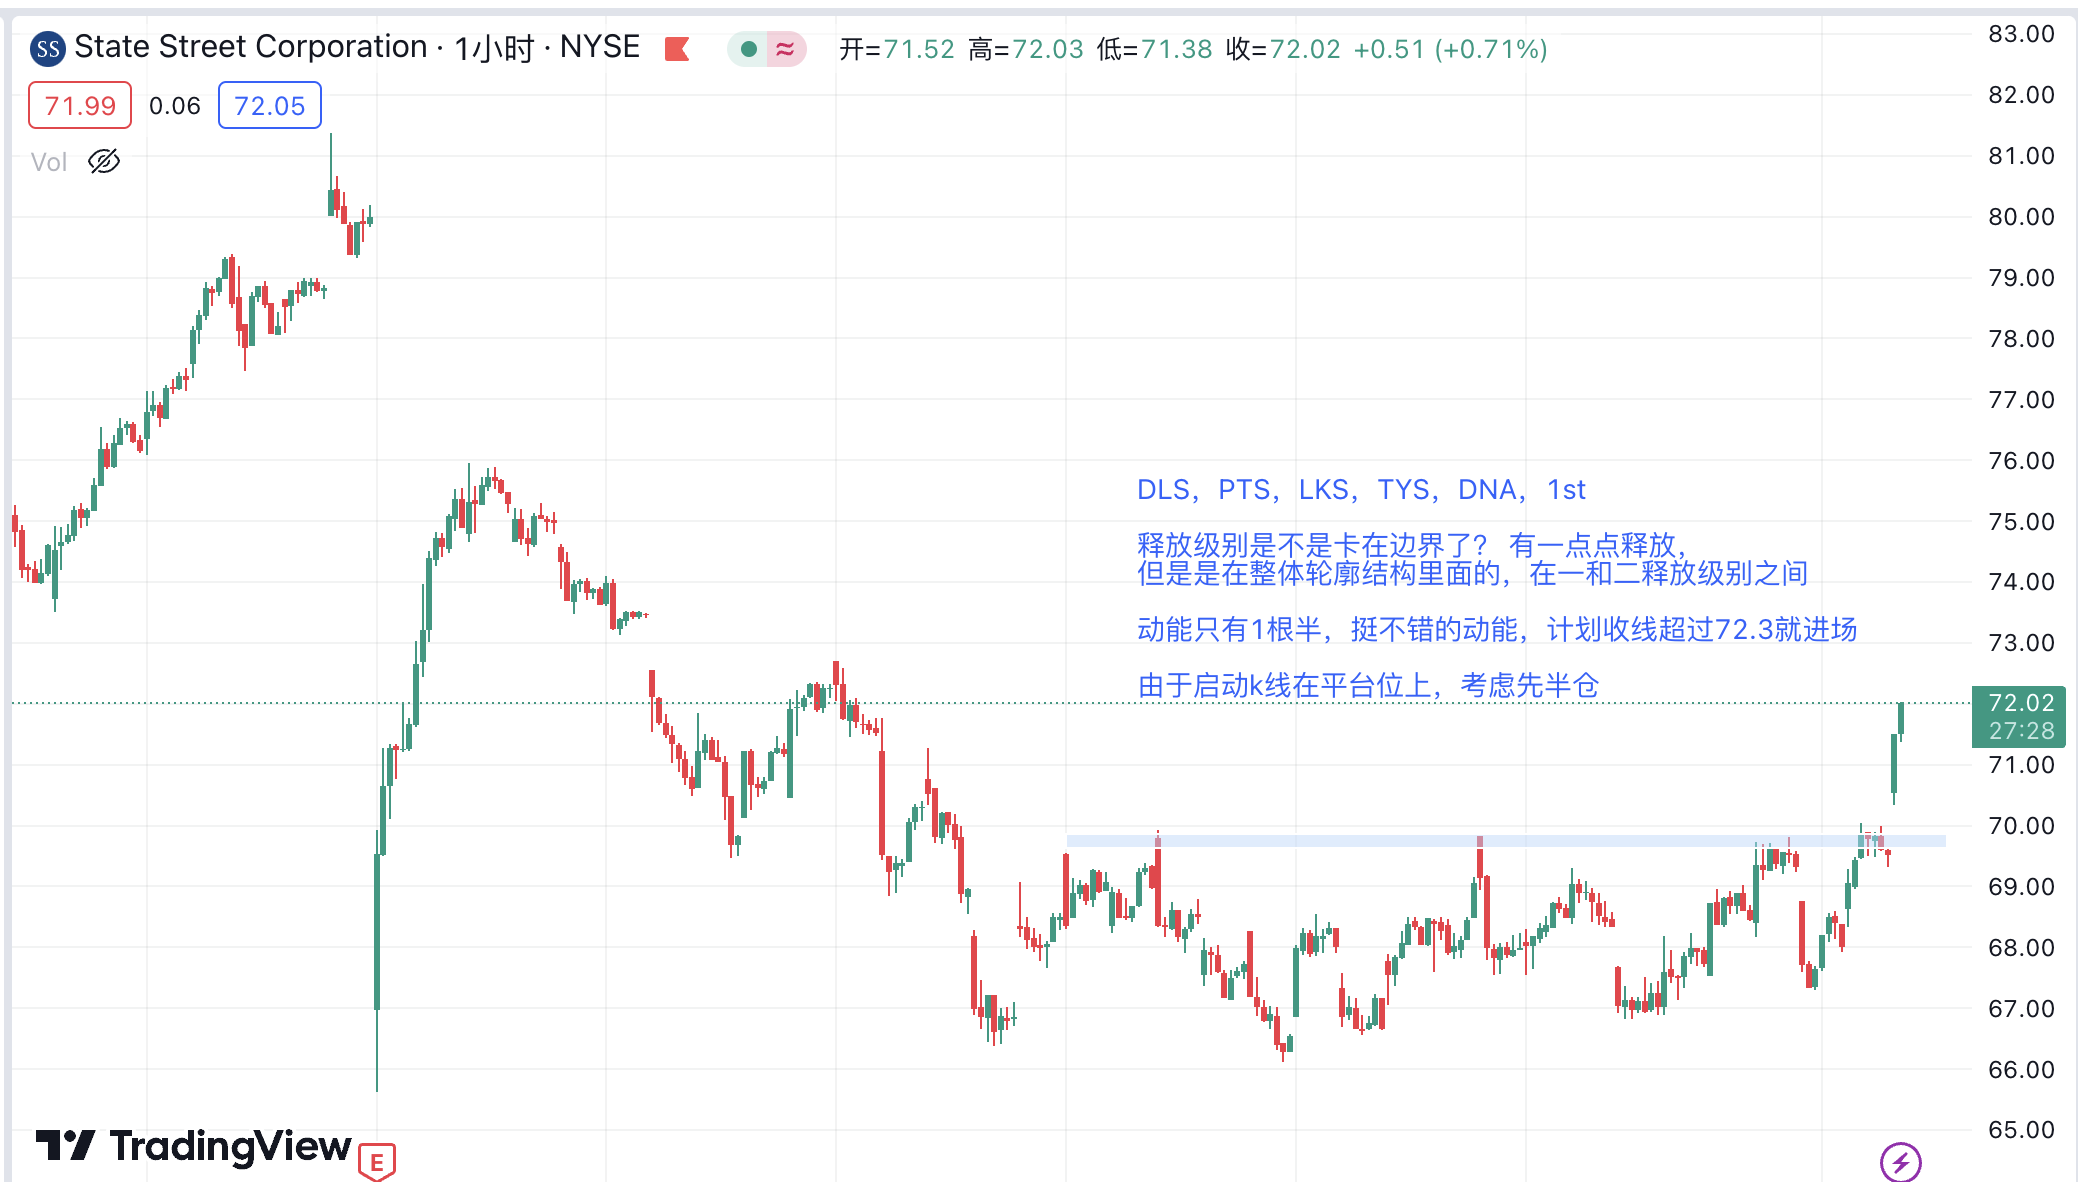 State Street Corporation · 1小时 · NYSE 开=71.52 高=72.03 低=71.38 收=72.02 +0.51 (+0.71%)
71.99 0.06 72.05
Vol
83.00
82.00
81.00
80.00
79.00
78.00
77.00
76.00
75.00
74.00
73.00
72.02
27:28
71.00
70.00
69.00
68.00
67.00
66.00
65.00
DLS，PTS，LKS，TYS，DNA，1st
释放级别是不是卡在边界了？ 有一点点释放，
但是是在整体轮廓结构里面的，在一和二释放级别之间
动能只有1根半，挺不错的动能，计划收线超过72.3就进场
由于启动k线在平台位上，考虑先半仓
TradingView
E